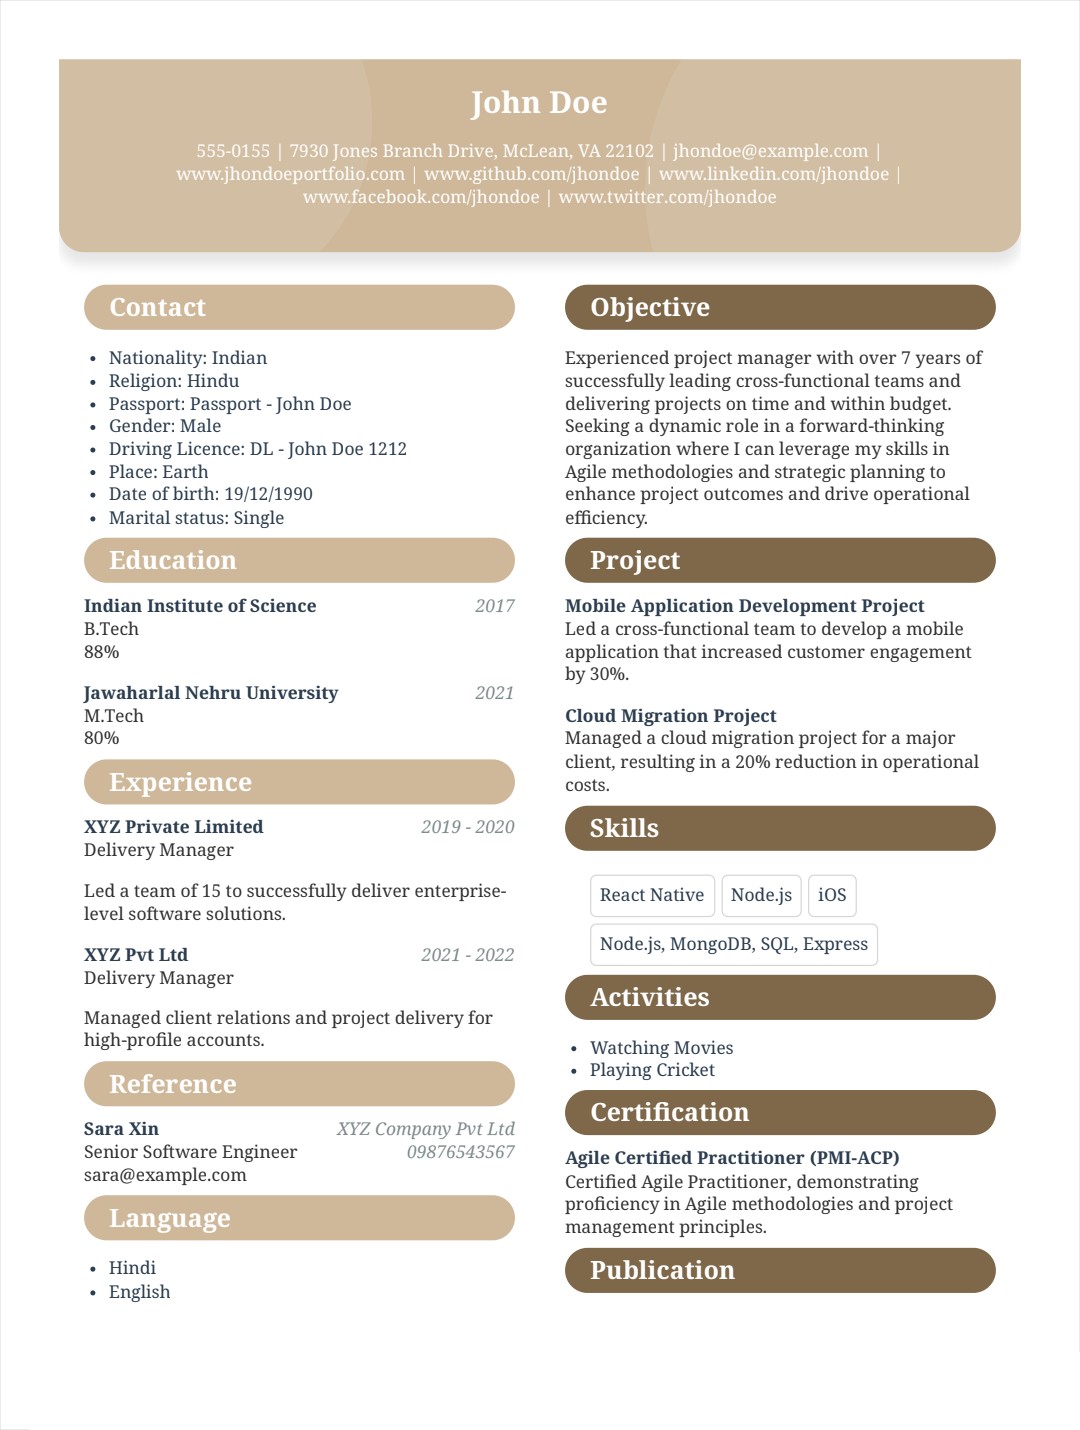 John Doe
555-0155 | 7930 Jones Branch Drive, McLean, VA 22102 | jhondoe@example.com |
www.jhondoeportfolio.com | www.github.com/jhondoe | www.linkedin.com/jhondoe |
www.facebook.com/jhondoe | www.twitter.com/jhondoe
Contact
• Nationality: Indian
• Religion: Hindu
• Passport: Passport - John Doe
• Gender: Male
• Driving Licence: DL - John Doe 1212
• Place: Earth
• Date of birth: 19/12/1990
• Marital status: Single
Education
Indian Institute of Science 2017
B.Tech
88%
Jawaharlal Nehru University 2021
M.Tech
80%
Experience
XYZ Private Limited 2019 - 2020
Delivery Manager
Led a team of 15 to successfully deliver enterprise-
level software solutions.
XYZ Pvt Ltd 2021 - 2022
Delivery Manager
Managed client relations and project delivery for
high-profile accounts.
Reference
Sara Xin XYZ Company Pvt Ltd
Senior Software Engineer 09876543567
sara@example.com
Language
• Hindi
• English
Objective
Experienced project manager with over 7 years of
successfully leading cross-functional teams and
delivering projects on time and within budget.
Seeking a dynamic role in a forward-thinking
organization where I can leverage my skills in
Agile methodologies and strategic planning to
enhance project outcomes and drive operational
efficiency.
Project
Mobile Application Development Project
Led a cross-functional team to develop a mobile
application that increased customer engagement
by 30%.
Cloud Migration Project
Managed a cloud migration project for a major
client, resulting in a 20% reduction in operational
costs.
Skills
React Native Node.js iOS
Node.js, MongoDB, SQL, Express
Activities
• Watching Movies
• Playing Cricket
Certification
Agile Certified Practitioner (PMI-ACP)
Certified Agile Practitioner, demonstrating
proficiency in Agile methodologies and project
management principles.
Publication